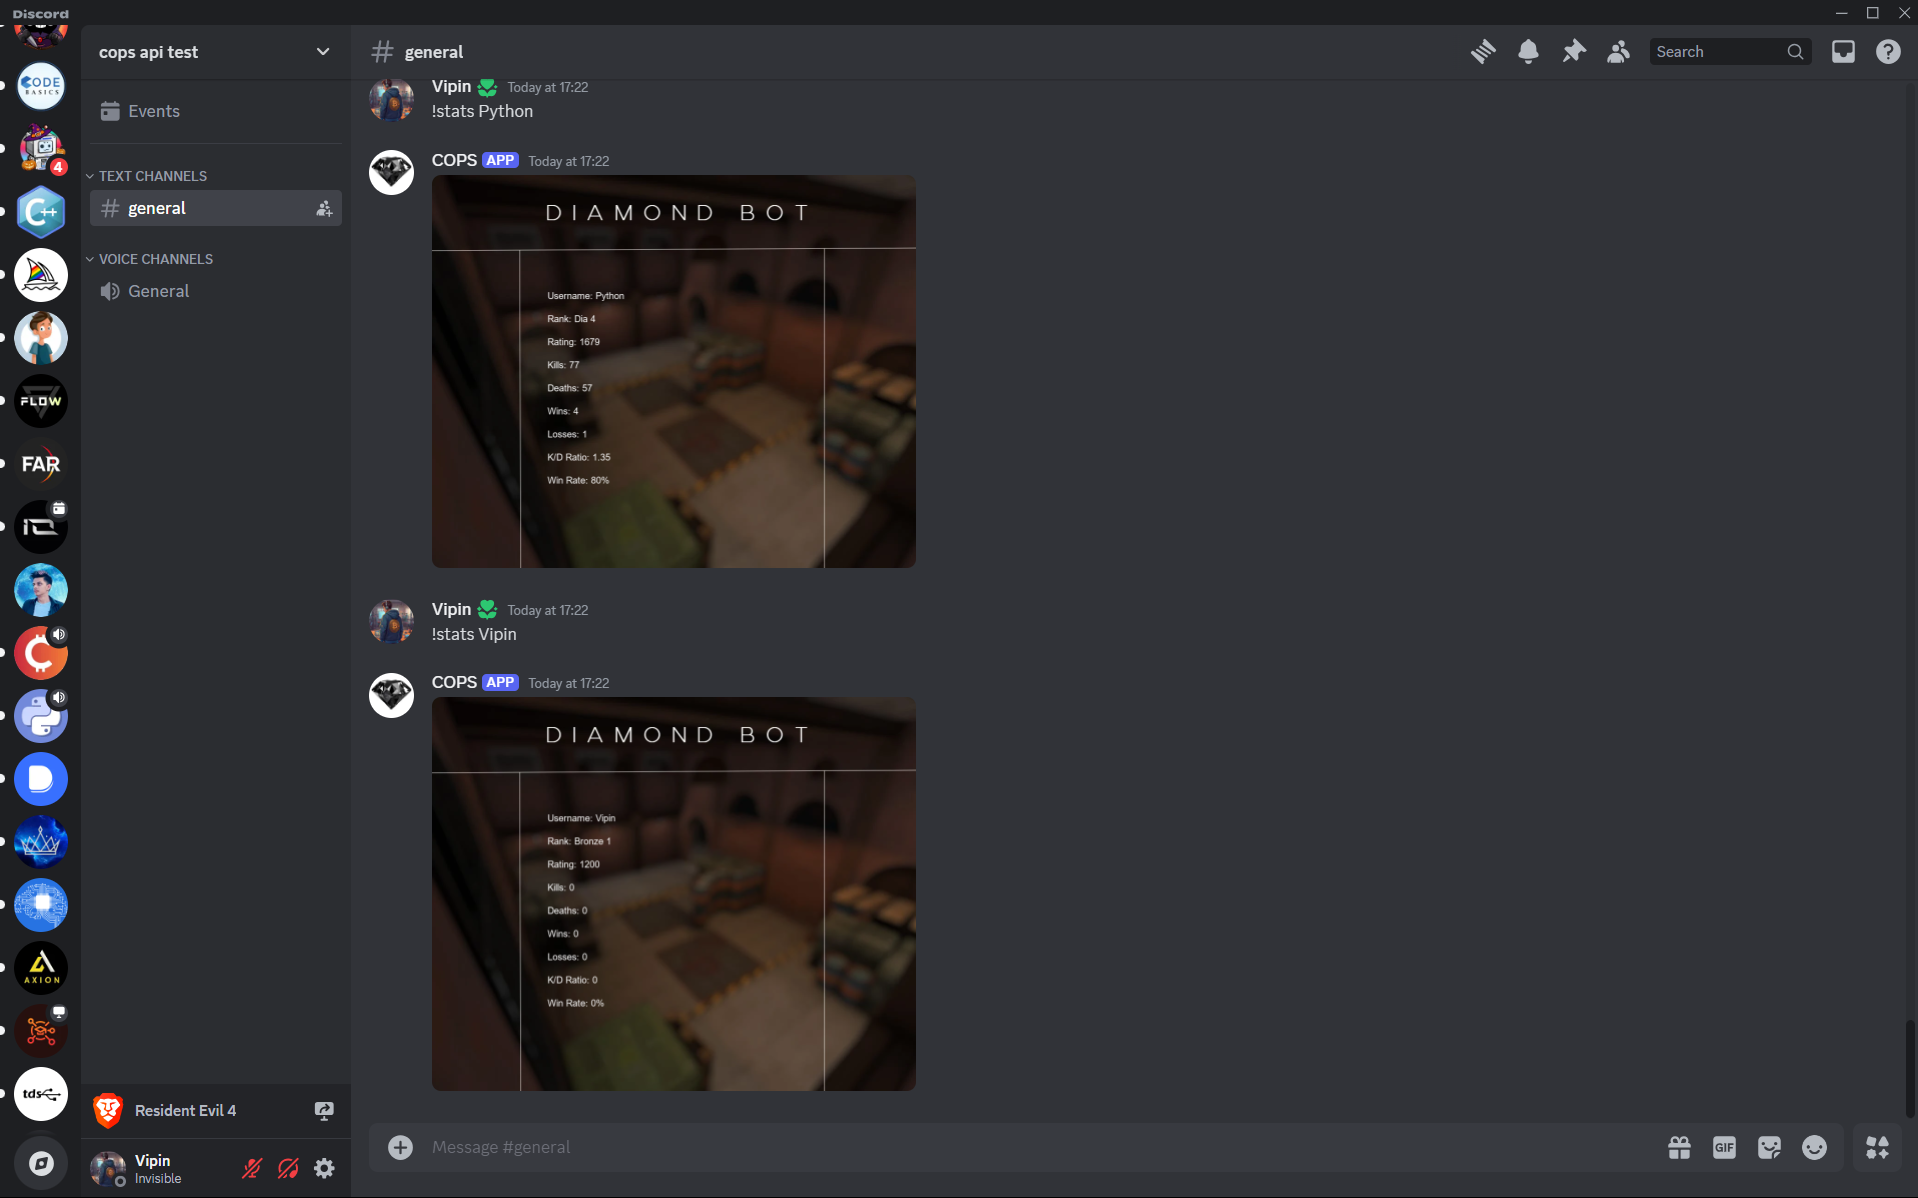 Discord
cops api test
general
Search
Events
TEXT CHANNELS
general
VOICE CHANNELS
General
CODE
BASICS
4
C++
FLOW
FAR
tds
AXION
Vipin Today at 17:22
!stats Python
COPS APP Today at 17:22
DIAMOND BOT
Username: Python
Rank: Dia 4
Rating: 1679
Kills: 77
Deaths: 57
Wins: 4
Losses: 1
K/D Ratio: 1.35
Win Rate: 80%
Vipin Today at 17:22
!stats Vipin
COPS APP Today at 17:22
DIAMOND BOT
Username: Vipin
Rank: Bronze 1
Rating: 1200
Kills: 0
Deaths: 0
Wins: 0
Losses: 0
K/D Ratio: 0
Win Rate: 0%
Resident Evil 4
Vipin
Invisible
Message #general
GIF